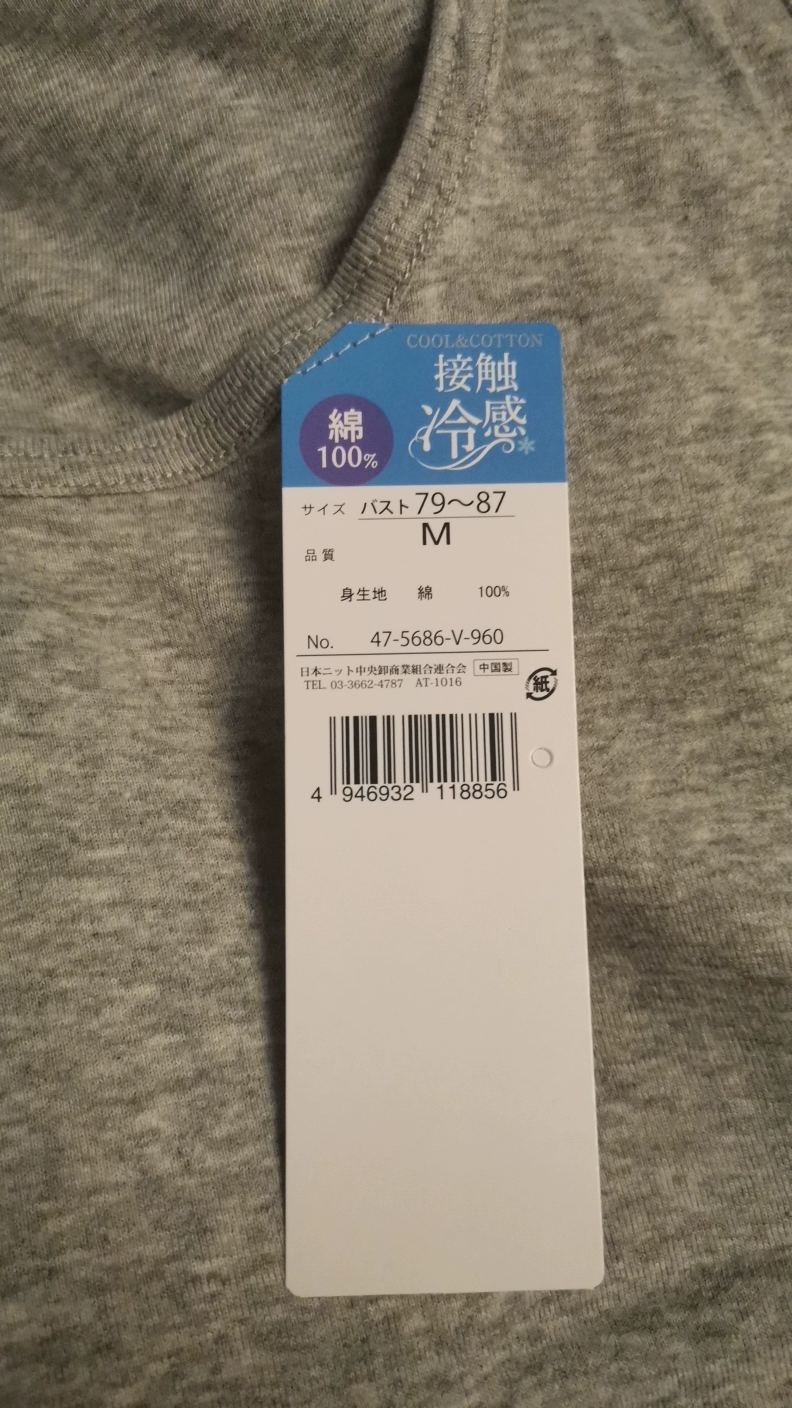 COOL&COTTON
接触
冷感
綿
100%
サイズ バスト 79〜87
M
品質
身生地 綿 100%
No. 47-5686-V-960
日本ニット中央卸商業組合連合会 中国製
TEL. 03-3662-4787 AT-1016
紙
4 946932 118856